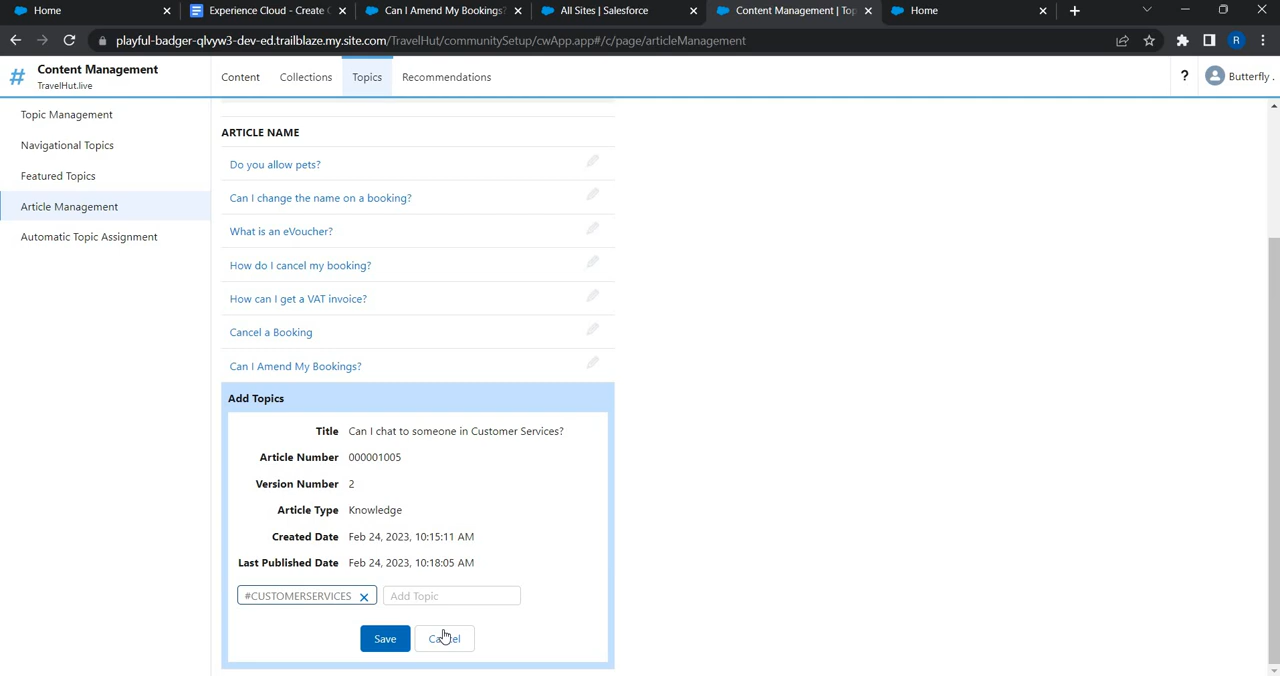 Home
Experience Cloud - Create
Can I Amend My Bookings?
All Sites | Salesforce
Content Management | Top
Home
playful-badger-qlvyw3-dev-ed.trailblaze.my.site.com/TravelHut/communitySetup/cwApp.app#/c/page/articleManagement
R
# Content Management
TravelHut.live
Content
Collections
Topics
Recommendations
?
Butterfly .
Topic Management
Navigational Topics
Featured Topics
Article Management
Automatic Topic Assignment
ARTICLE NAME
Do you allow pets?
Can I change the name on a booking?
What is an eVoucher?
How do I cancel my booking?
How can I get a VAT invoice?
Cancel a Booking
Can I Amend My Bookings?
Add Topics
Title Can I chat to someone in Customer Services?
Article Number 000001005
Version Number 2
Article Type Knowledge
Created Date Feb 24, 2023, 10:15:11 AM
Last Published Date Feb 24, 2023, 10:18:05 AM
#CUSTOMERSERVICES Add Topic
Save Cancel